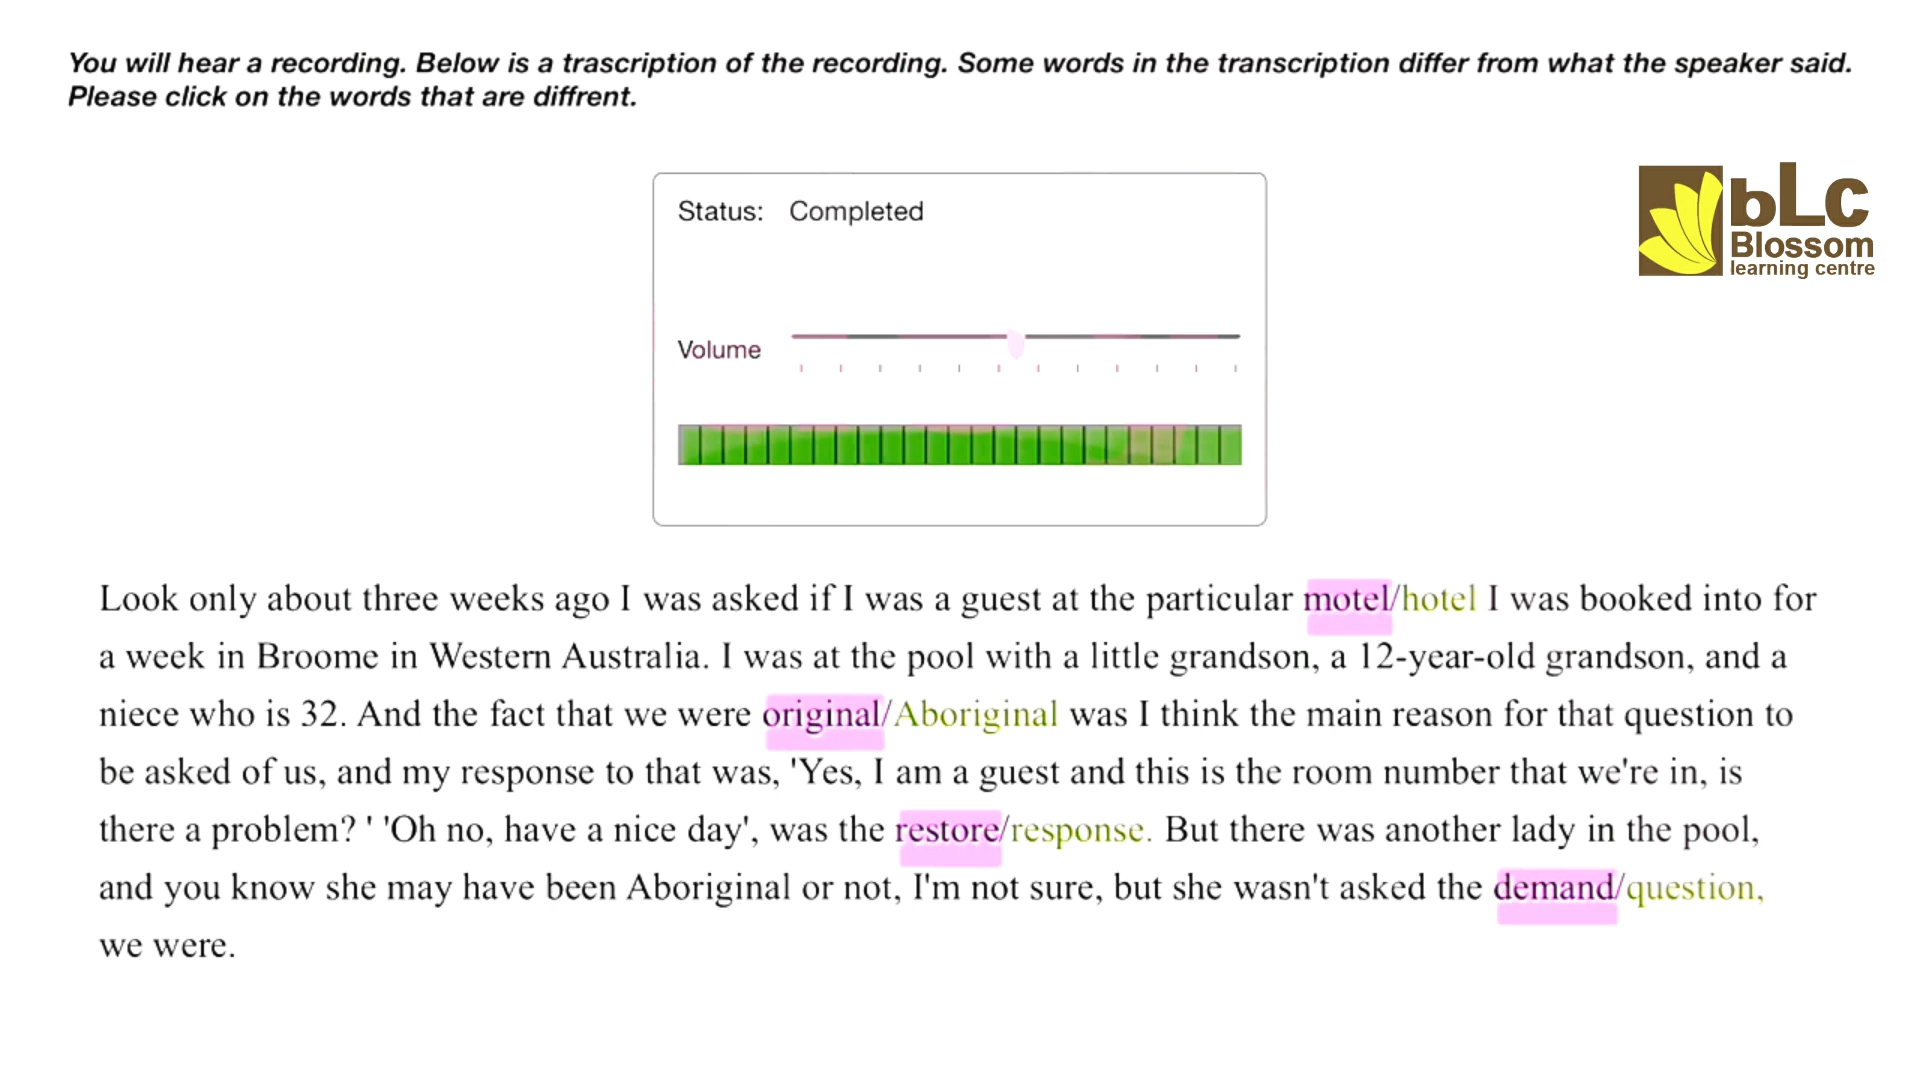 You will hear a recording. Below is a trascription of the recording. Some words in the transcription differ from what the speaker said.
Please click on the words that are diffrent.
bLc
Blossom
learning centre
Status: Completed
Volume
Look only about three weeks ago I was asked if I was a guest at the particular motel/hotel I was booked into for
a week in Broome in Western Australia. I was at the pool with a little grandson, a 12-year-old grandson, and a
niece who is 32. And the fact that we were original/Aboriginal was I think the main reason for that question to
be asked of us, and my response to that was, 'Yes, I am a guest and this is the room number that we're in, is
there a problem? ' 'Oh no, have a nice day', was the restore/response. But there was another lady in the pool,
and you know she may have been Aboriginal or not, I'm not sure, but she wasn't asked the demand/question,
we were.